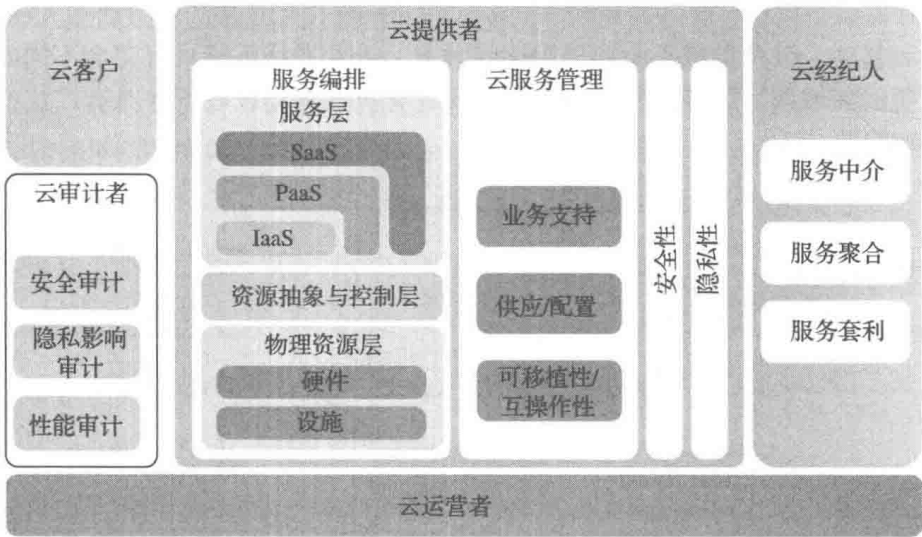 云客户
云审计者
安全审计
隐私影响
审计
性能审计
云提供者
服务编排
服务层
SaaS
PaaS
IaaS
资源抽象与控制层
物理资源层
硬件
设施
云服务管理
业务支持
供应/配置
可移植性/
互操作性
安全性
隐私性
云经纪人
服务中介
服务聚合
服务套利
云运营者